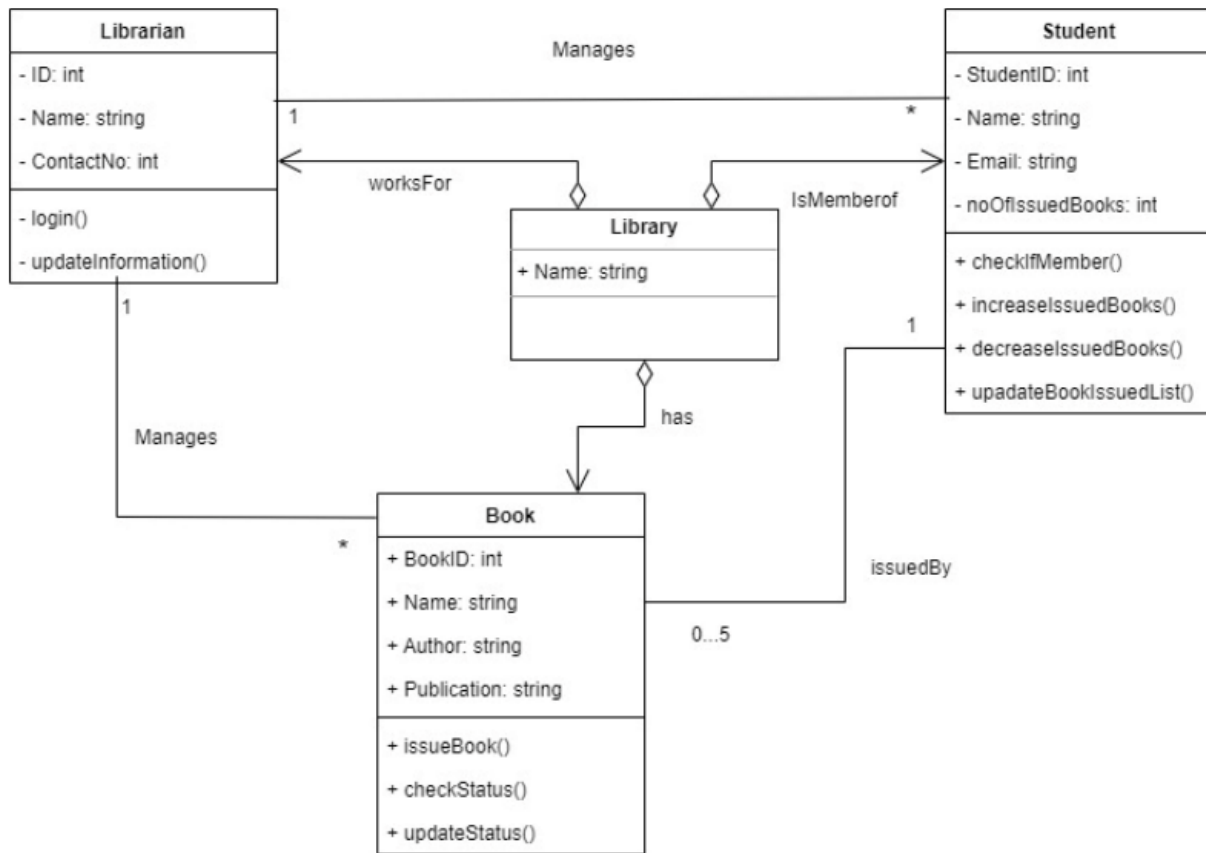 Librarian
- ID: int
- Name: string
- ContactNo: int
- login()
- updateInformation()
Manages
1
*
Student
- StudentID: int
- Name: string
- Email: string
- noOfIssuedBooks: int
+ checkIfMember()
+ increaseIssuedBooks()
+ decreaseIssuedBooks()
+ upadateBookIssuedList()
worksFor
IsMemberof
Library
+ Name: string
1
Manages
*
has
1
issuedBy
0...5
Book
+ BookID: int
+ Name: string
+ Author: string
+ Publication: string
+ issueBook()
+ checkStatus()
+ updateStatus()